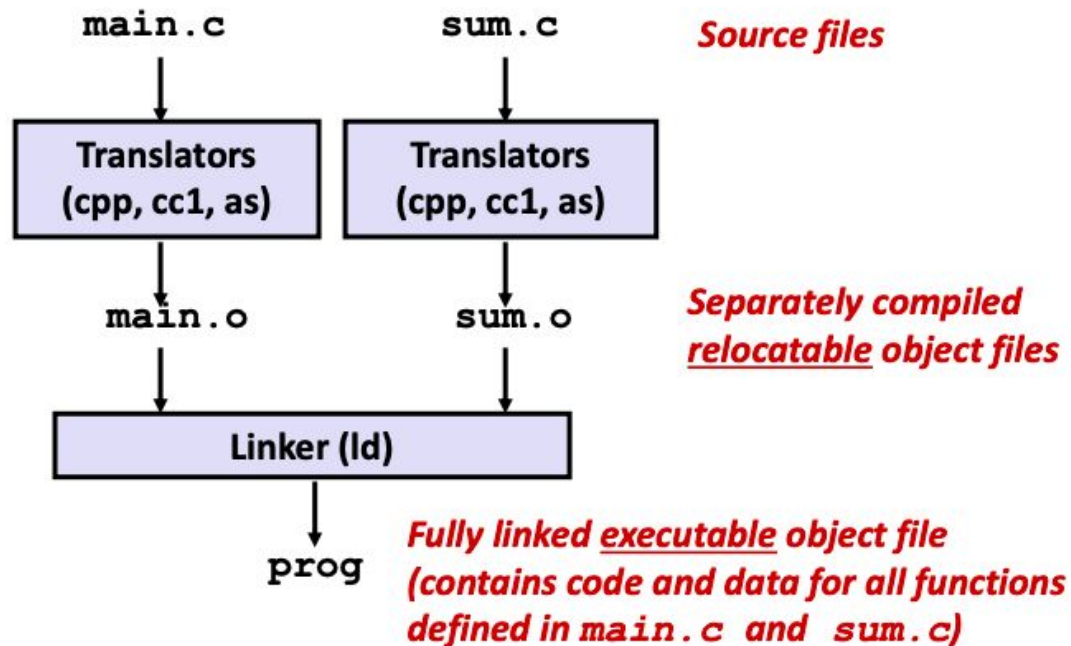 main.c
sum.c
Source files
Translators
(cpp, cc1, as)
Translators
(cpp, cc1, as)
main.o
sum.o
Separately compiled
relocatable object files
Linker (ld)
prog
Fully linked executable object file
(contains code and data for all functions
defined in main.c and sum.c)